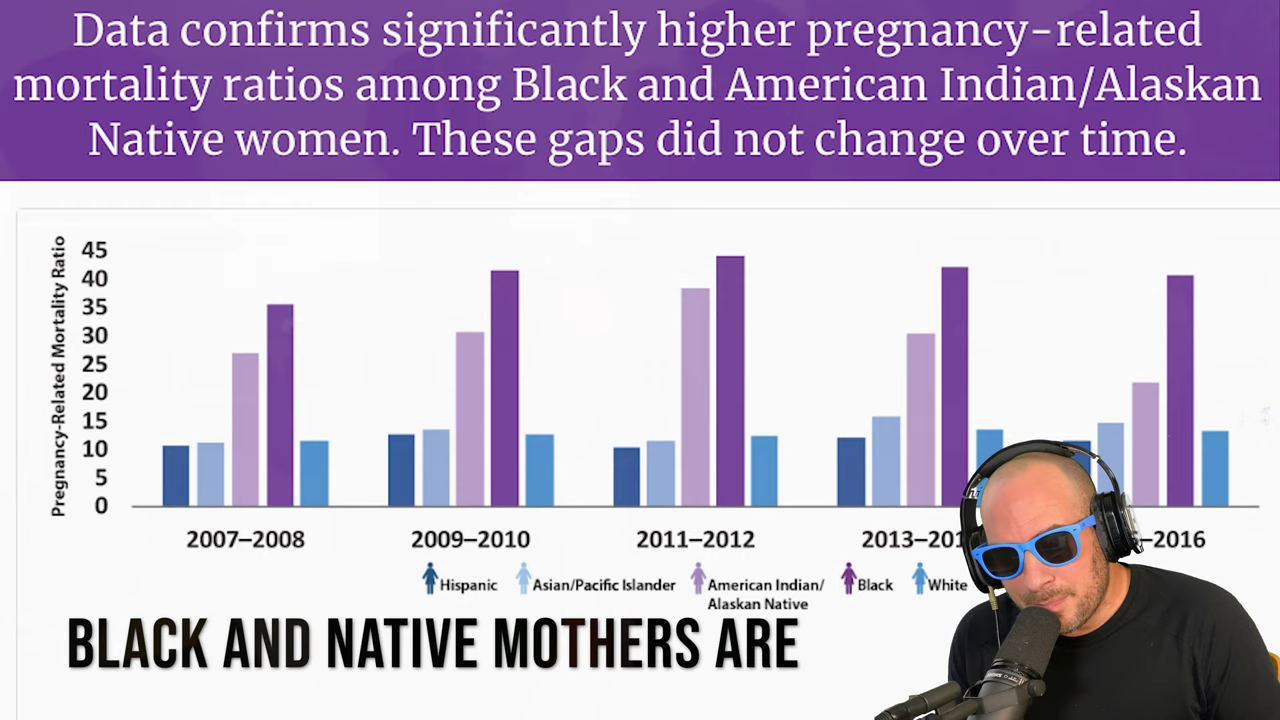 Data confirms significantly higher pregnancy-related
mortality ratios among Black and American Indian/Alaskan
Native women. These gaps did not change over time.
Pregnancy-Related Mortality Ratio
45
40
35
30
25
20
15
10
5
0
2007–2008
2009–2010
2011–2012
2013–201
–2016
Hispanic
Asian/Pacific Islander
American Indian/
Alaskan Native
Black
White
BLACK AND NATIVE MOTHERS ARE